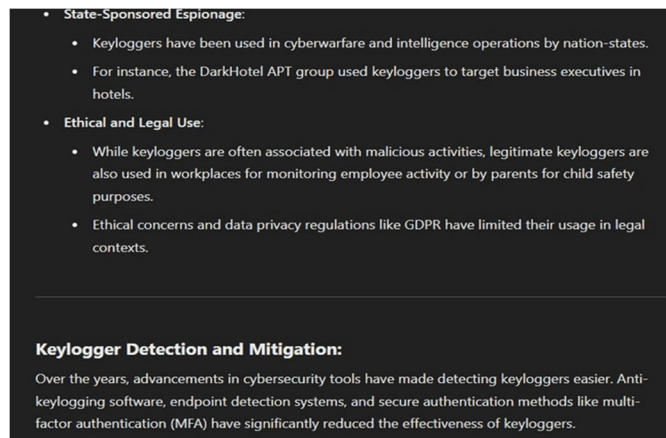 • State-Sponsored Espionage:
• Keyloggers have been used in cyberwarfare and intelligence operations by nation-states.
• For instance, the DarkHotel APT group used keyloggers to target business executives in
hotels.
• Ethical and Legal Use:
• While keyloggers are often associated with malicious activities, legitimate keyloggers are
also used in workplaces for monitoring employee activity or by parents for child safety
purposes.
• Ethical concerns and data privacy regulations like GDPR have limited their usage in legal
contexts.
Keylogger Detection and Mitigation:
Over the years, advancements in cybersecurity tools have made detecting keyloggers easier. Anti-
keylogging software, endpoint detection systems, and secure authentication methods like multi-
factor authentication (MFA) have significantly reduced the effectiveness of keyloggers.